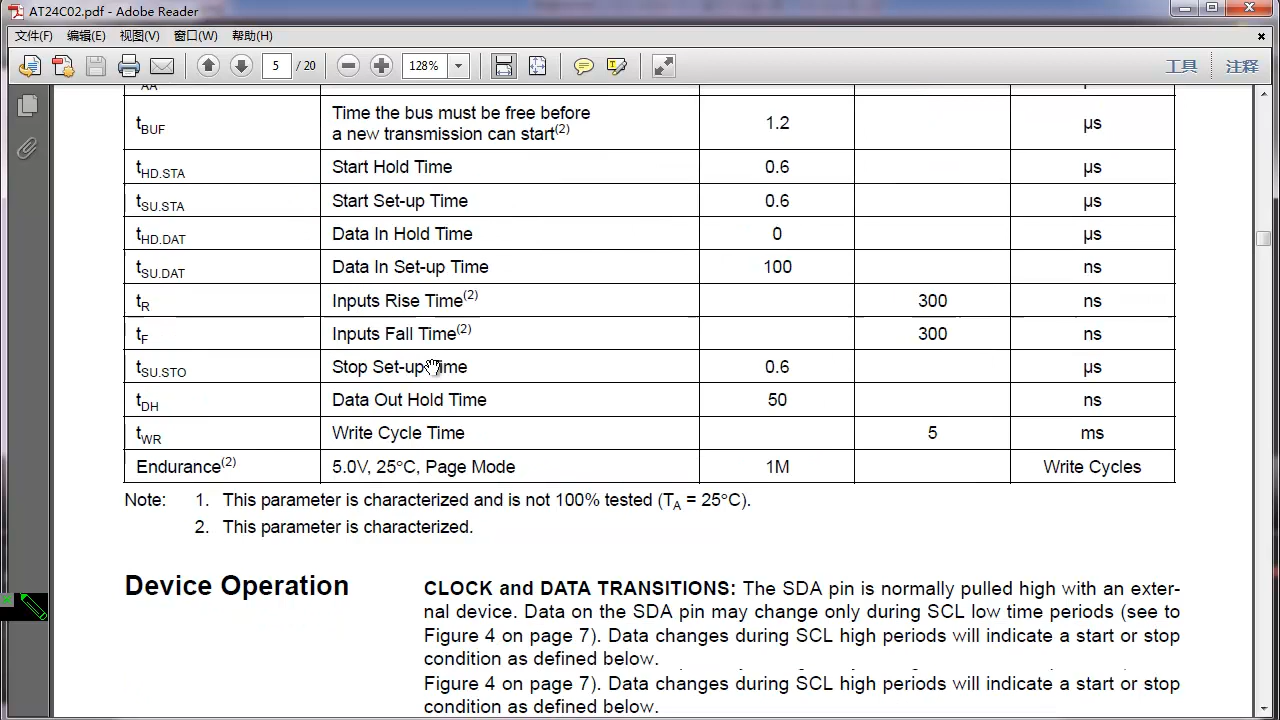 AT24C02.pdf - Adobe Reader
文件(F) 编辑(E) 视图(V) 窗口(W) 帮助(H)
5 / 20 128% 工具 注释
AA
tBUF Time the bus must be free before a new transmission can start(2) 1.2 µs
tHD.STA Start Hold Time 0.6 µs
tSU.STA Start Set-up Time 0.6 µs
tHD.DAT Data In Hold Time 0 µs
tSU.DAT Data In Set-up Time 100 ns
tR Inputs Rise Time(2) 300 ns
tF Inputs Fall Time(2) 300 ns
tSU.STO Stop Set-up Time 0.6 µs
tDH Data Out Hold Time 50 ns
tWR Write Cycle Time 5 ms
Endurance(2) 5.0V, 25°C, Page Mode 1M Write Cycles
Note: 1. This parameter is characterized and is not 100% tested (TA = 25°C).
2. This parameter is characterized.
Device Operation
CLOCK and DATA TRANSITIONS: The SDA pin is normally pulled high with an exter-
nal device. Data on the SDA pin may change only during SCL low time periods (see to
Figure 4 on page 7). Data changes during SCL high periods will indicate a start or stop
condition as defined below.
Figure 4 on page 7). Data changes during SCL high periods will indicate a start or stop
condition as defined below.